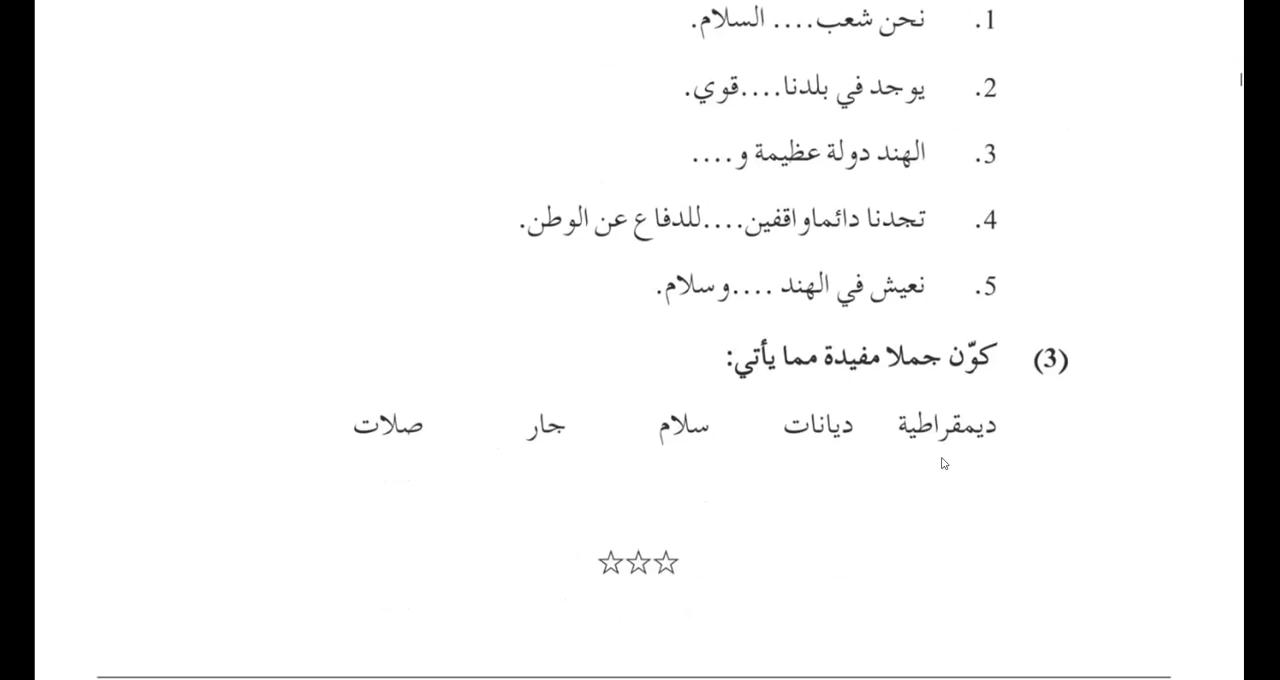 1. نحن شعب.... السلام.
2. يوجد في بلدنا....قوي.
3. الهند دولة عظيمة و....
4. تجدنا دائماواقفين....للدفاع عن الوطن.
5. نعيش في الهند ....وسلام.
(3) كوّن جملا مفيدة مما يأتي:
ديمقراطية ديانات سلام جار صلات